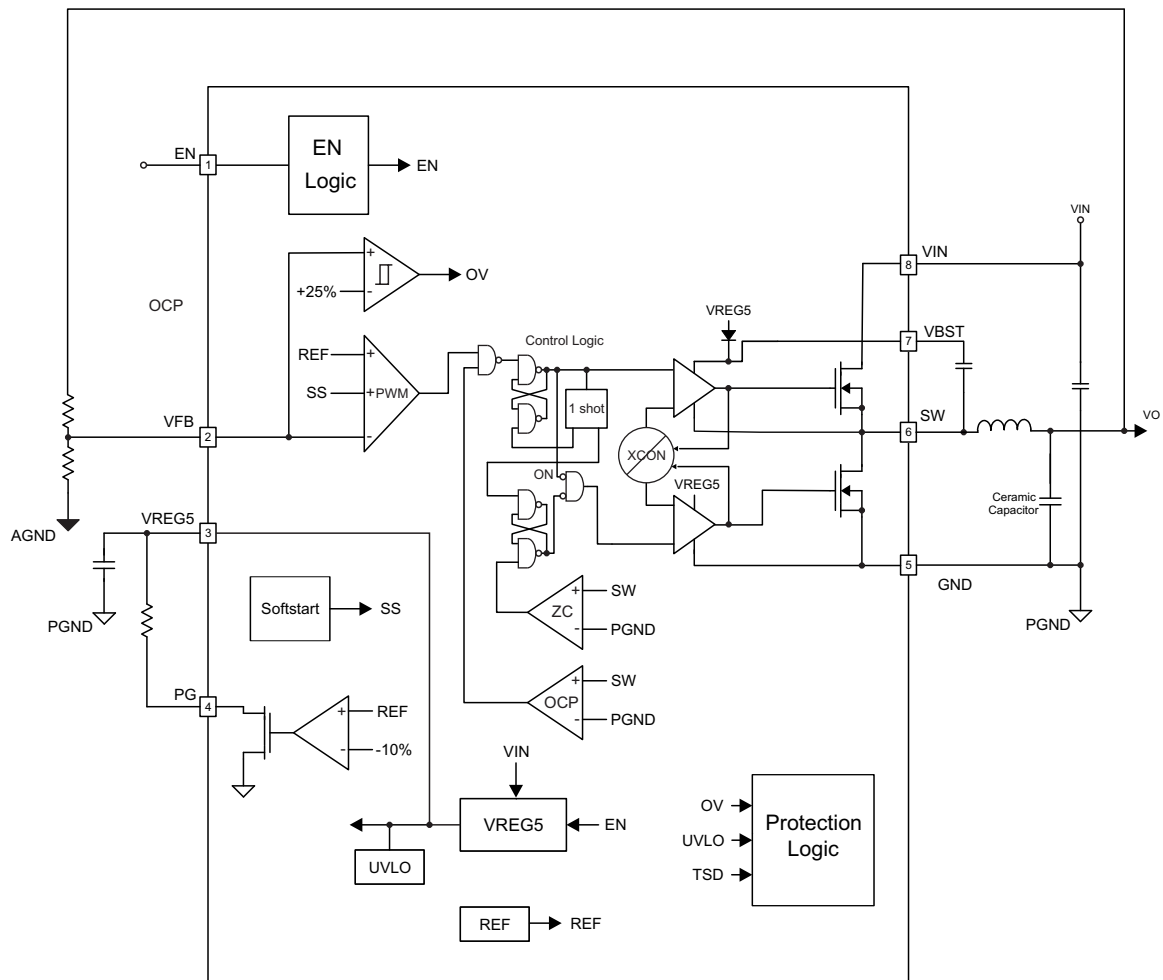 EN
1
EN
Logic
EN
VIN
VIN
8
+
OV
+25%
-
OCP
VREG5
VBST
7
Control Logic
REF
+
SS
+
PWM
1 shot
VFB
2
-
SW
6
VO
XCON
ON
VREG5
Ceramic
Capacitor
VREG5
3
AGND
5
GND
+
SW
ZC
-
PGND
Softstart
SS
PGND
PGND
+
SW
OCP
-
PGND
PG
4
+
REF
-
-10%
VIN
VREG5
EN
UVLO
OV
UVLO
TSD
Protection
Logic
REF
REF